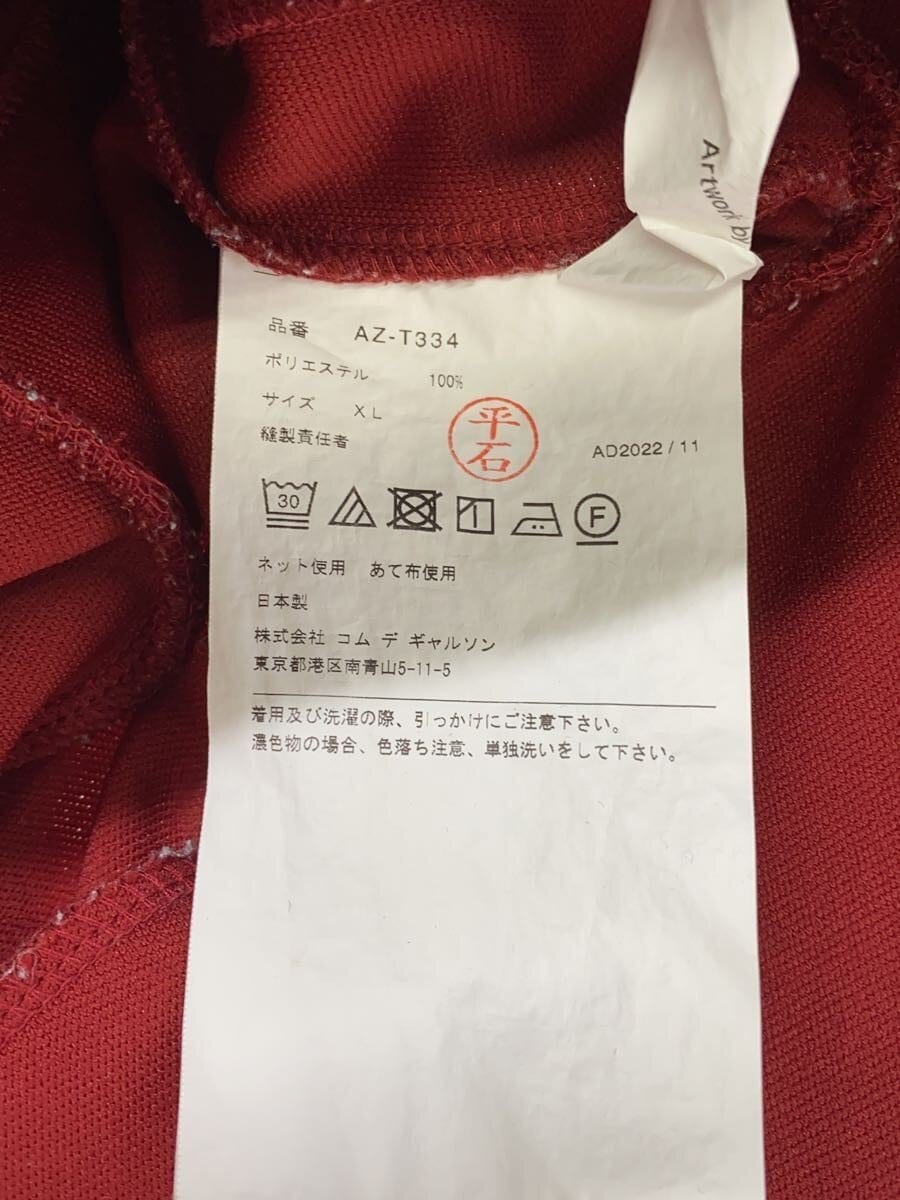 Artwork by
品番 AZ-T334
ポリエステル 100%
サイズ XL
縫製責任者 平石 AD2022/11
30 F
ネット使用 あて布使用
日本製
株式会社 コム デ ギャルソン
東京都港区南青山5-11-5
着用及び洗濯の際、引っかけにご注意下さい。
濃色物の場合、色落ち注意、単独洗いをして下さい。